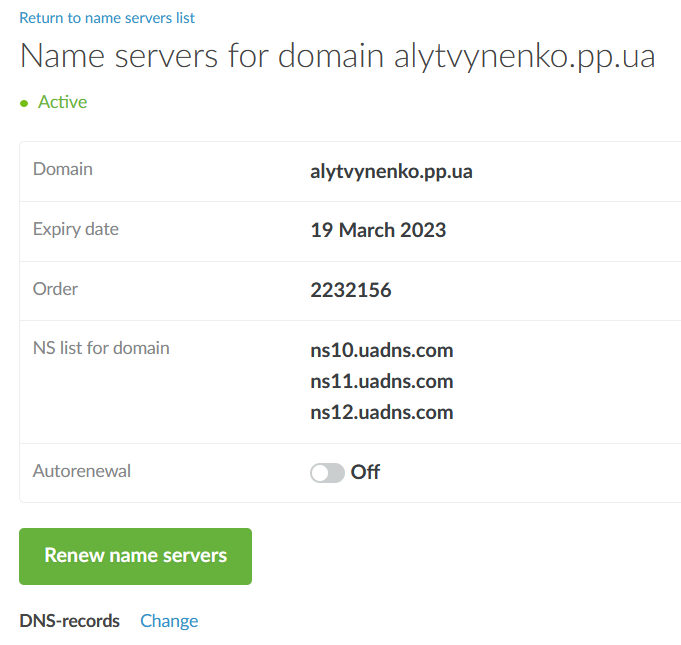 Return to name servers list
Name servers for domain alytvynenko.pp.ua
Active
Domain alytvynenko.pp.ua
Expiry date 19 March 2023
Order 2232156
NS list for domain ns10.uadns.com
ns11.uadns.com
ns12.uadns.com
Autorenewal Off
Renew name servers
DNS-records Change